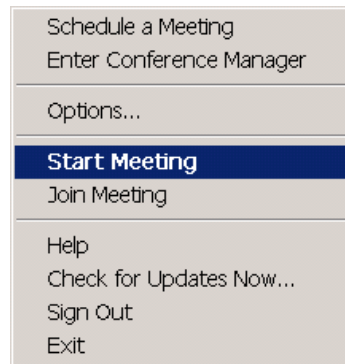 Schedule a Meeting
Enter Conference Manager
Options...
Start Meeting
Join Meeting
Help
Check for Updates Now...
Sign Out
Exit